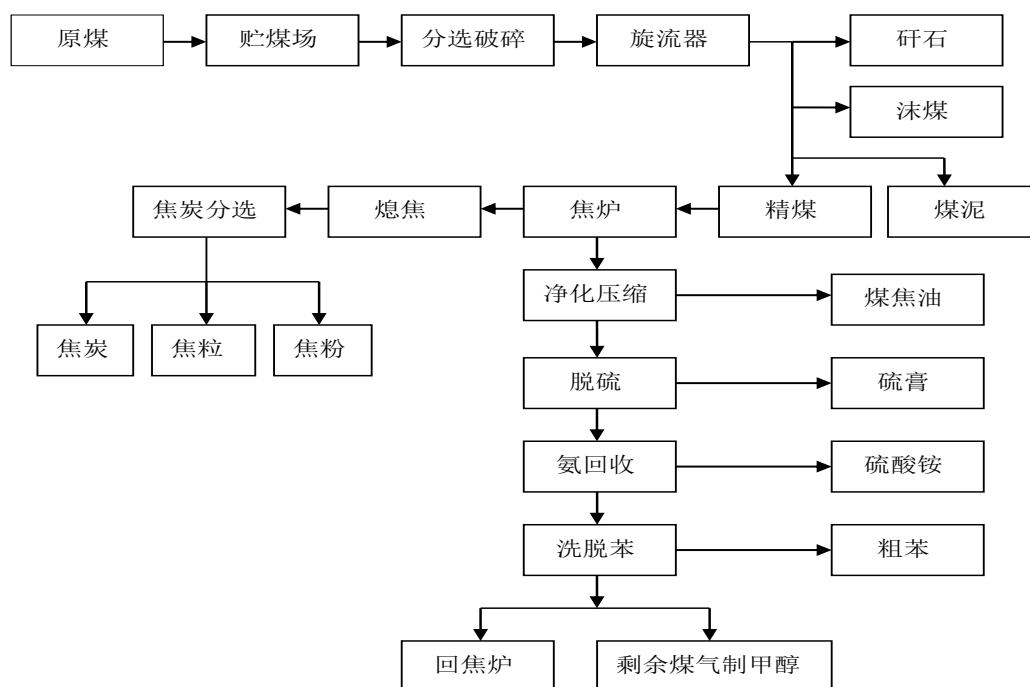 原煤
贮煤场
分选破碎
旋流器
矸石
沫煤
焦炭分选
熄焦
焦炉
精煤
煤泥
净化压缩
煤焦油
焦炭
焦粒
焦粉
脱硫
硫膏
氨回收
硫酸铵
洗脱苯
粗苯
回焦炉
剩余煤气制甲醇